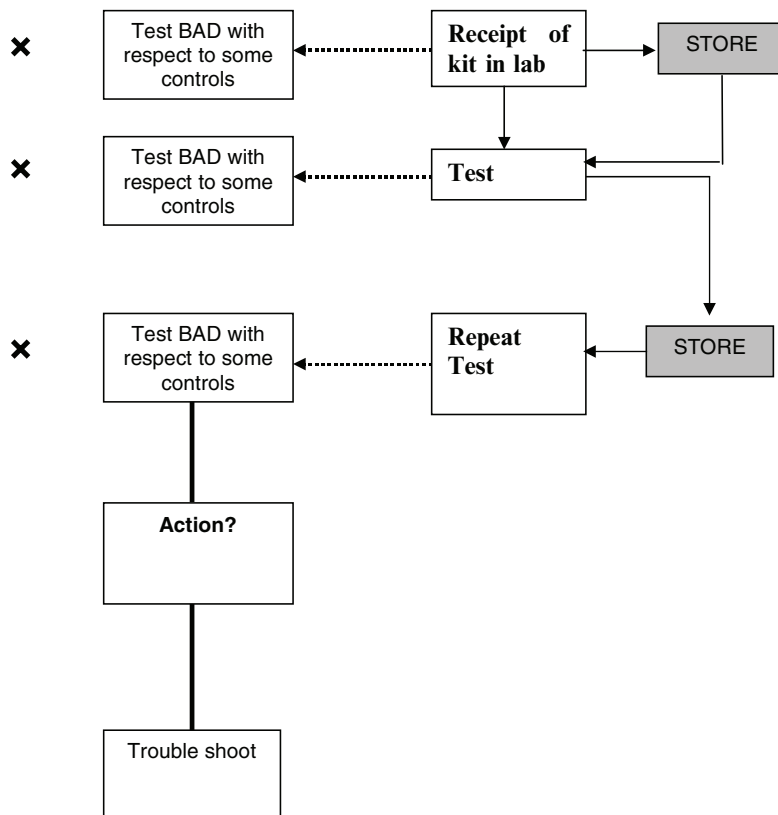 Test BAD with
respect to some
controls
Receipt of
kit in lab
STORE
Test BAD with
respect to some
controls
Test
Test BAD with
respect to some
controls
Repeat
Test
STORE
Action?
Trouble shoot